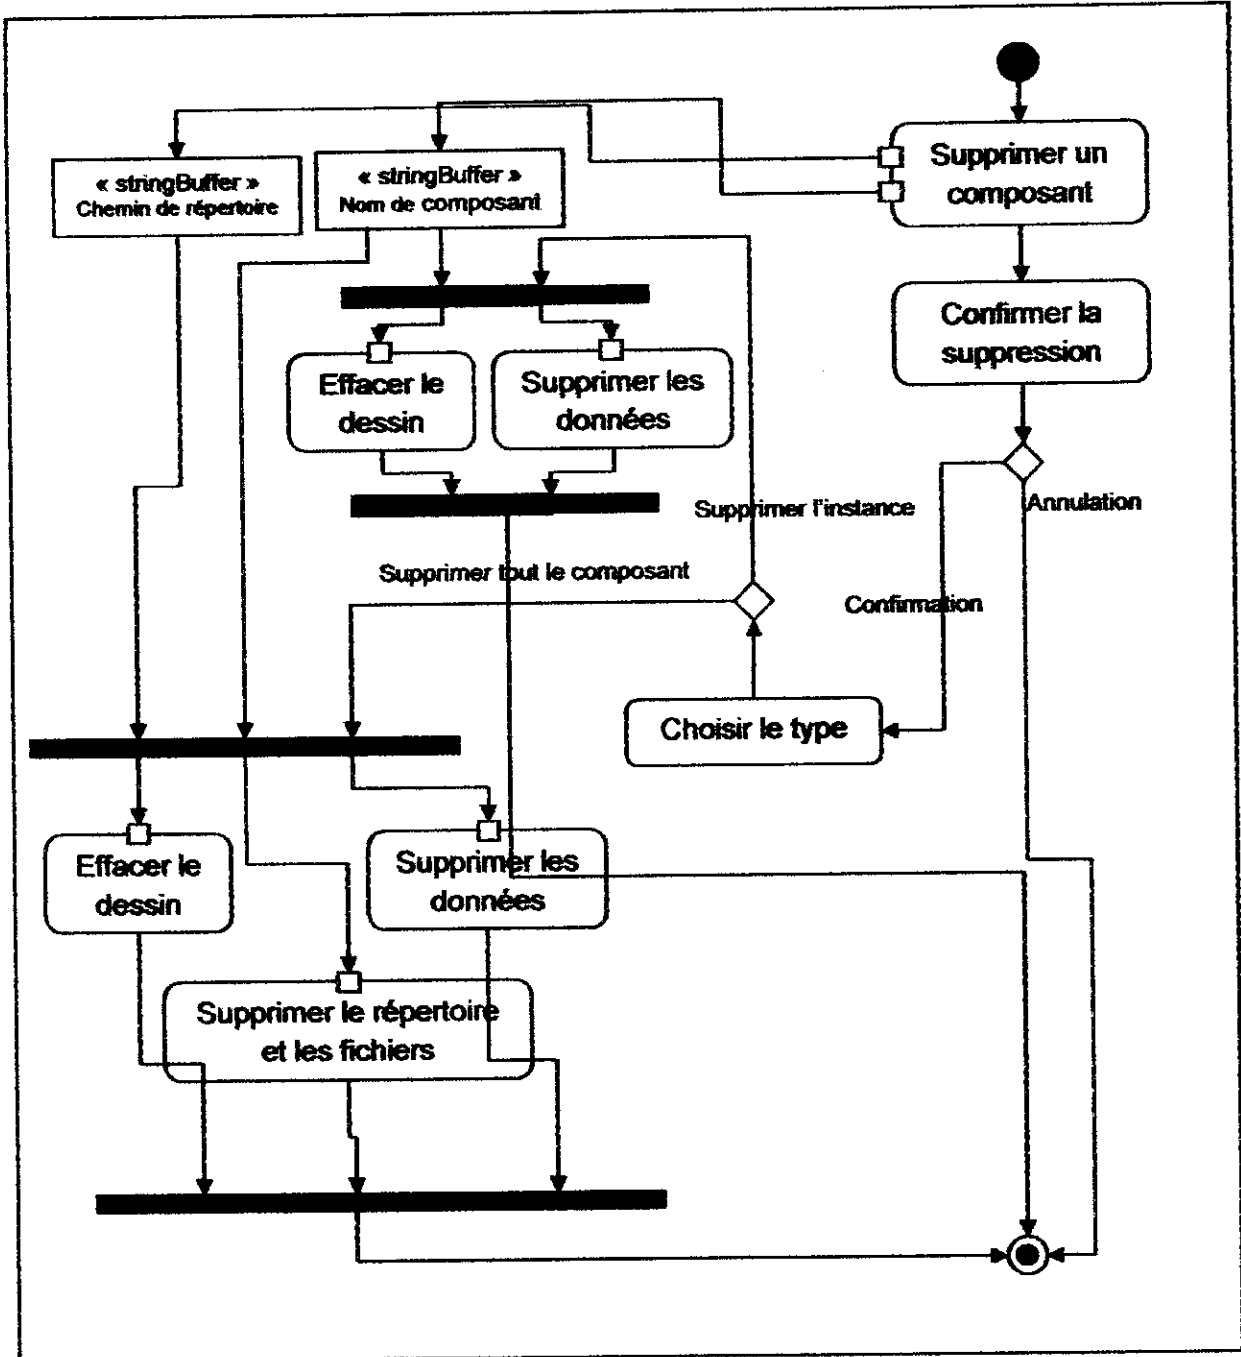 Supprimer un
composant
« stringBuffer »
Chemin de répertoire
« stringBuffer »
Nom de composant
Confirmer la
suppression
Effacer le
dessin
Supprimer les
données
Supprimer l'instance
Annulation
Supprimer tout le composant
Confirmation
Choisir le type
Effacer le
dessin
Supprimer les
données
Supprimer le répertoire
et les fichiers